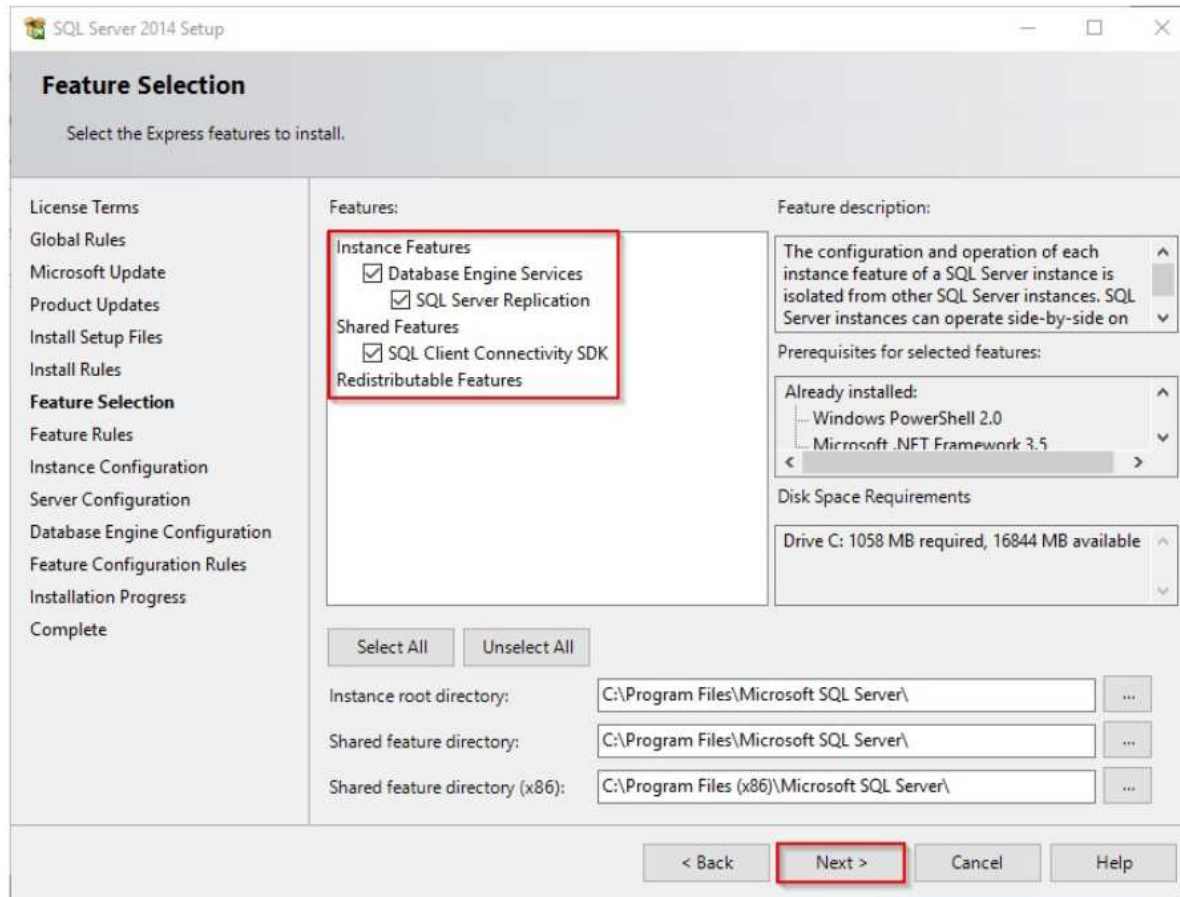 SQL Server 2014 Setup
Feature Selection
Select the Express features to install.
License Terms
Global Rules
Microsoft Update
Product Updates
Install Setup Files
Install Rules
Feature Selection
Feature Rules
Instance Configuration
Server Configuration
Database Engine Configuration
Feature Configuration Rules
Installation Progress
Complete
Features:
Instance Features
Database Engine Services
SQL Server Replication
Shared Features
SQL Client Connectivity SDK
Redistributable Features
Feature description:
The configuration and operation of each
instance feature of a SQL Server instance is
isolated from other SQL Server instances. SQL
Server instances can operate side-by-side on
Prerequisites for selected features:
Already installed:
Windows PowerShell 2.0
Microsoft .NET Framework 3.5
Disk Space Requirements
Drive C: 1058 MB required, 16844 MB available
Select All
Unselect All
Instance root directory:
C:\Program Files\Microsoft SQL Server\
...
Shared feature directory:
C:\Program Files\Microsoft SQL Server\
...
Shared feature directory (x86):
C:\Program Files (x86)\Microsoft SQL Server\
...
< Back
Next >
Cancel
Help